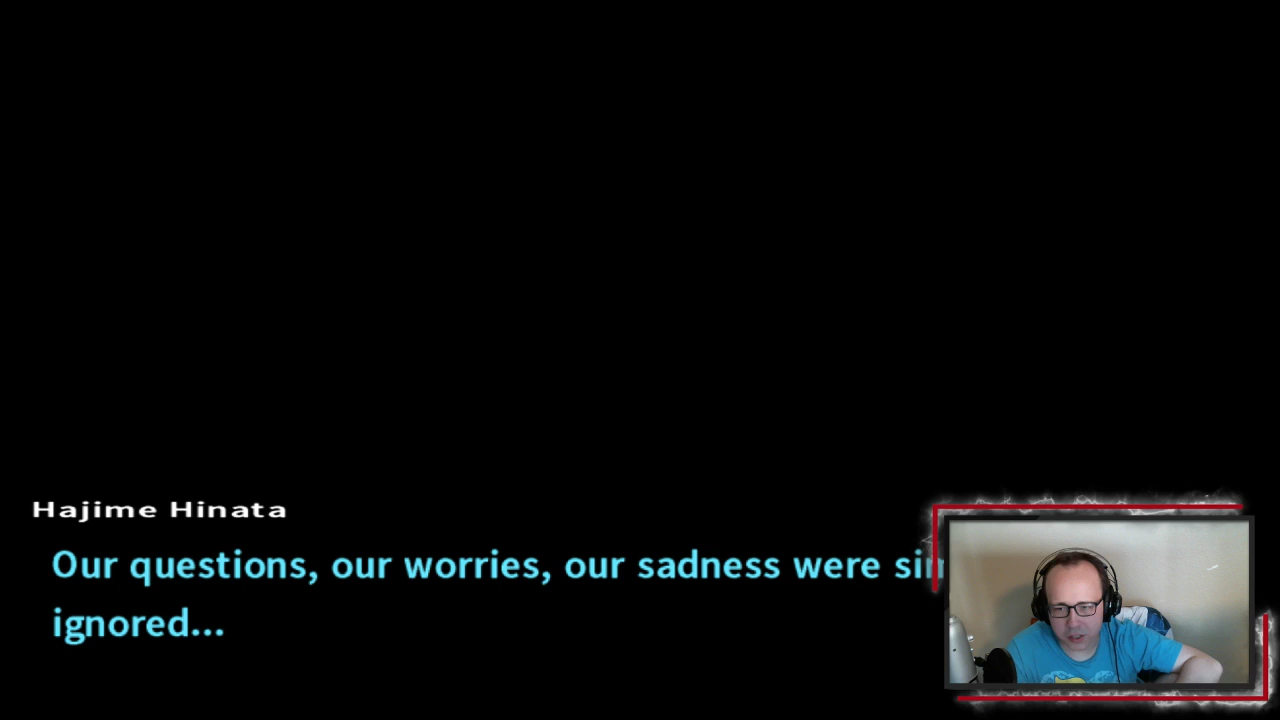 Hajime Hinata
Our questions, our worries, our sadness were
ignored...